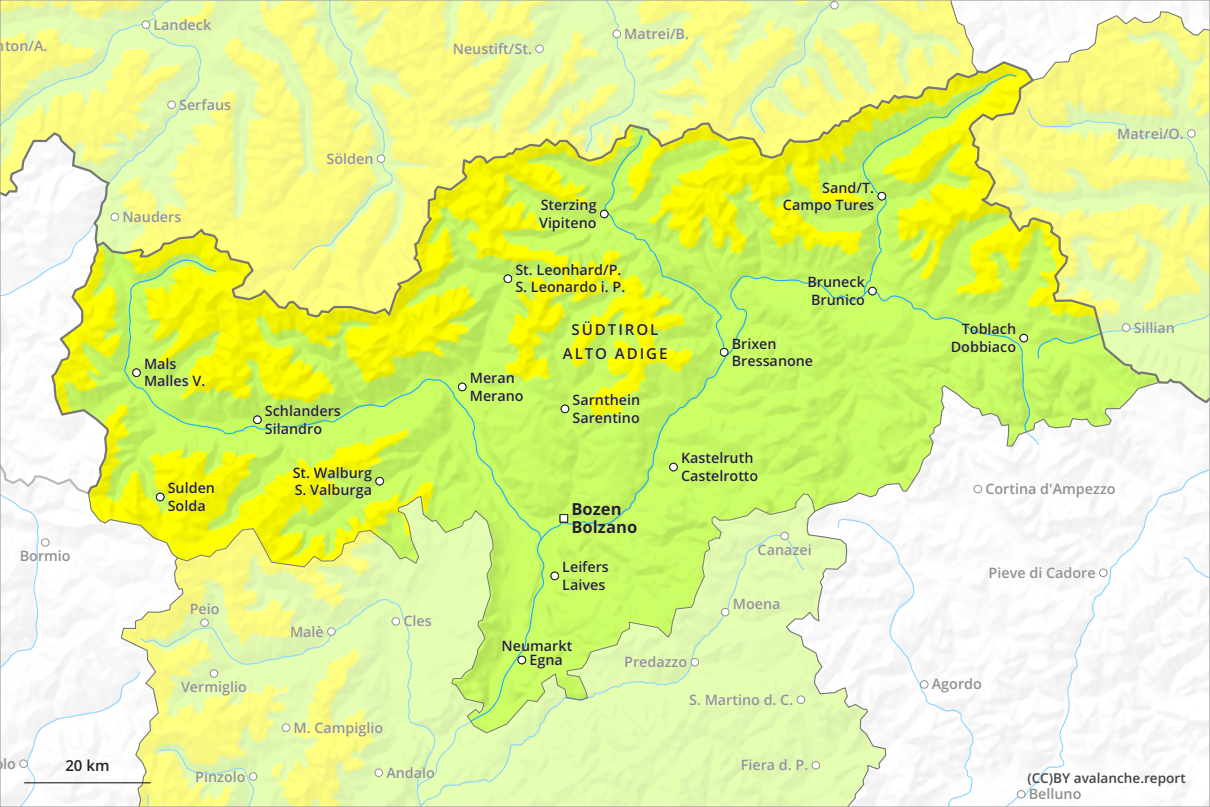 Landeck
Matrei/B.
Neustift/St.
Serfaus
Matrei/O.
Sölden
Sand/T.
Campo Tures
Sterzing
Vipiteno
Nauders
St. Leonhard/P.
S. Leonardo i. P.
Bruneck
Brunico
SÜDTIROL
ALTO ADIGE
Toblach
Dobbiaco
Sillian
Brixen
Bressanone
Mals
Malles V.
Meran
Merano
Sarnthein
Sarentino
Schlanders
Silandro
Kastelruth
Castelrotto
St. Walburg
S. Valburga
Sulden
Solda
Cortina d'Ampezzo
Bozen
Bolzano
Bormio
Canazei
Leifers
Laives
Pieve di Cadore
Peio
Moena
Cles
Malè
Neumarkt
Egna
Predazzo
Vermiglio
Agordo
S. Martino d. C.
M. Campiglio
20 km
Fiera d. P.
Pinzolo
Andalo
(CC)BY avalanche.report
Belluno